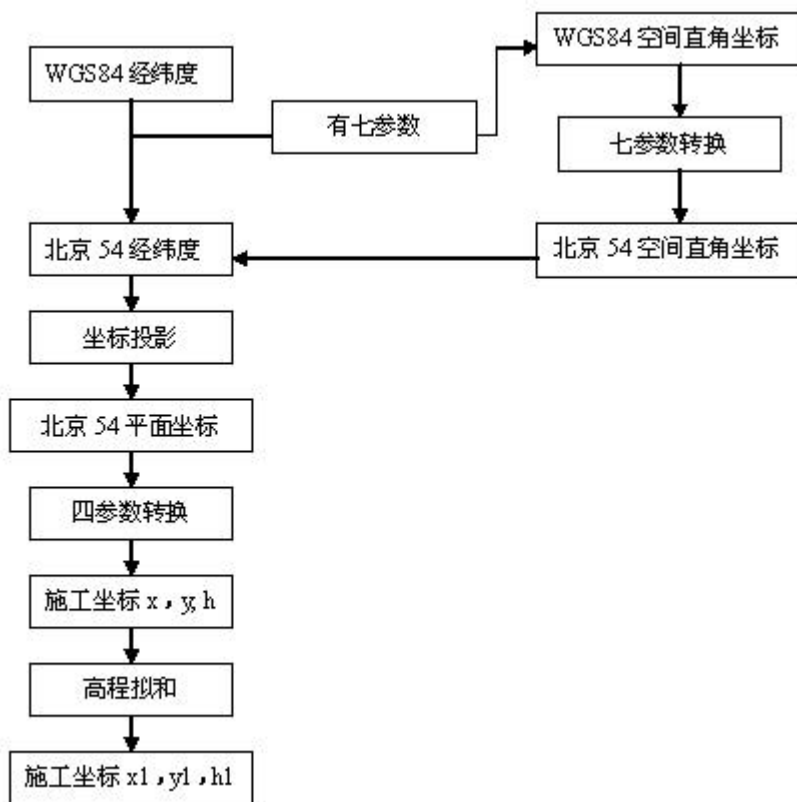 WGS84 经纬度
有七参数
WGS84 空间直角坐标
七参数转换
北京 54 空间直角坐标
北京 54 经纬度
坐标投影
北京 54 平面坐标
四参数转换
施工坐标 x，y,h
高程拟和
施工坐标 x1，y1，h1